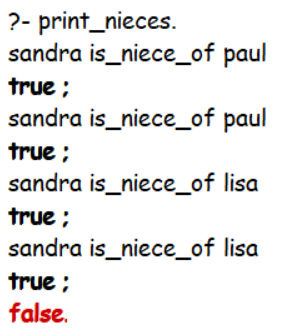 ?- print_nieces.
sandra is_niece_of paul
true ;
sandra is_niece_of paul
true ;
sandra is_niece_of lisa
true ;
sandra is_niece_of lisa
true ;
false.